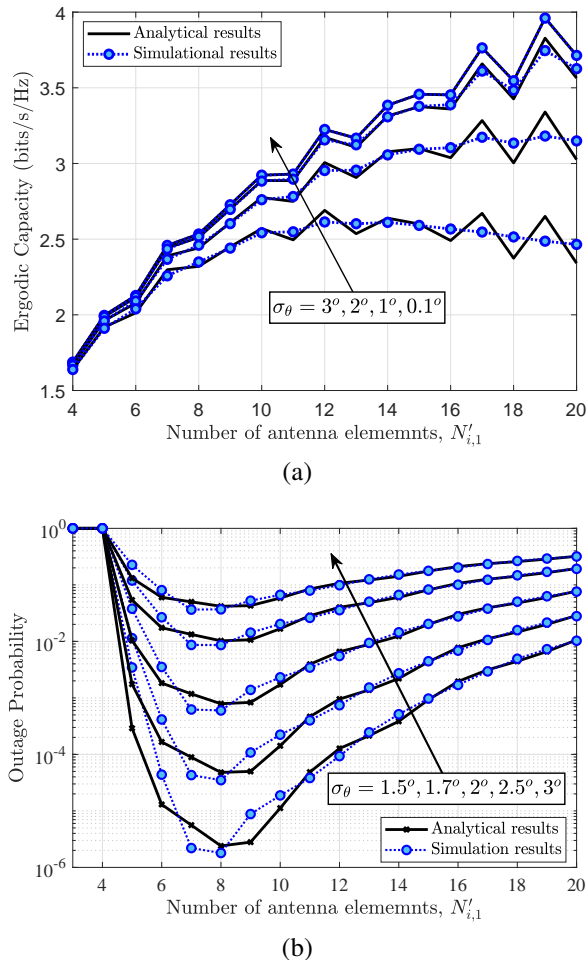 4
3.5
3
2.5
2
1.5
Ergodic Capacity (bits/s/Hz)
Analytical results
Simulational results
σ_θ = 3°, 2°, 1°, 0.1°
4 6 8 10 12 14 16 18 20
Number of antenna elememnts, N′_{i,1}
(a)
10^0
10^{-2}
10^{-4}
10^{-6}
Outage Probability
σ_θ = 1.5°, 1.7°, 2°, 2.5°, 3°
Analytical results
Simulation results
4 6 8 10 12 14 16 18 20
Number of antenna elememnts, N′_{i,1}
(b)